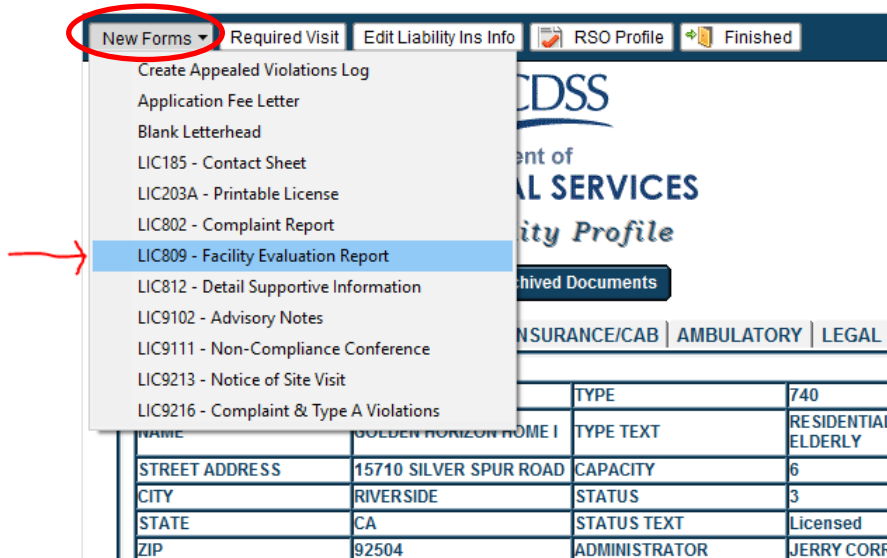 New Forms Required Visit Edit Liability Ins Info RSO Profile Finished
Create Appealed Violations Log
Application Fee Letter
Blank Letterhead
LIC185 - Contact Sheet
LIC203A - Printable License
LIC802 - Complaint Report
LIC809 - Facility Evaluation Report
LIC812 - Detail Supportive Information
LIC9102 - Advisory Notes
LIC9111 - Non-Compliance Conference
LIC9213 - Notice of Site Visit
LIC9216 - Complaint & Type A Violations
CDSS
of
SERVICES
Profile
Documents
NSURANCE/CAB AMBULATORY LEGAL
TYPE 740
NAME GOLDEN HORIZON HOME I TYPE TEXT RESIDENTIAL
ELDERLY
STREET ADDRESS 15710 SILVER SPUR ROAD CAPACITY 6
CITY RIVERSIDE STATUS 3
STATE CA STATUS TEXT Licensed
ZIP 92504 ADMINISTRATOR JERRY CORR